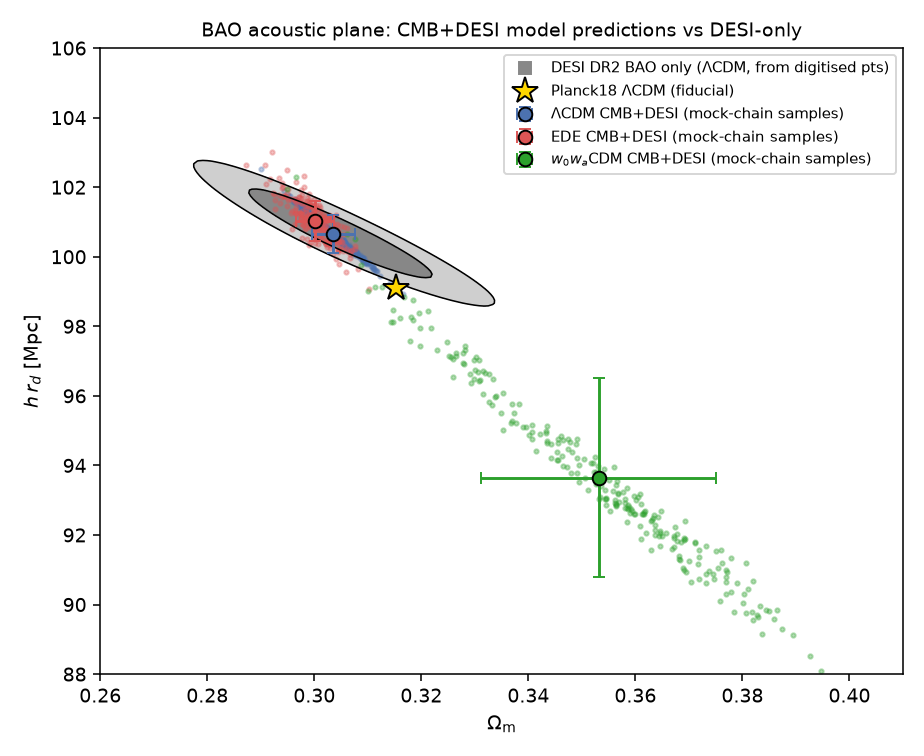 BAO acoustic plane: CMB+DESI model predictions vs DESI-only
106
104
102
100
98
96
94
92
90
88
h r_d [Mpc]
DESI DR2 BAO only (ΛCDM, from digitised pts)
Planck18 ΛCDM (fiducial)
ΛCDM CMB+DESI (mock-chain samples)
EDE CMB+DESI (mock-chain samples)
w₀wₐCDM CMB+DESI (mock-chain samples)
0.26 0.28 0.30 0.32 0.34 0.36 0.38 0.40
Ωₘ